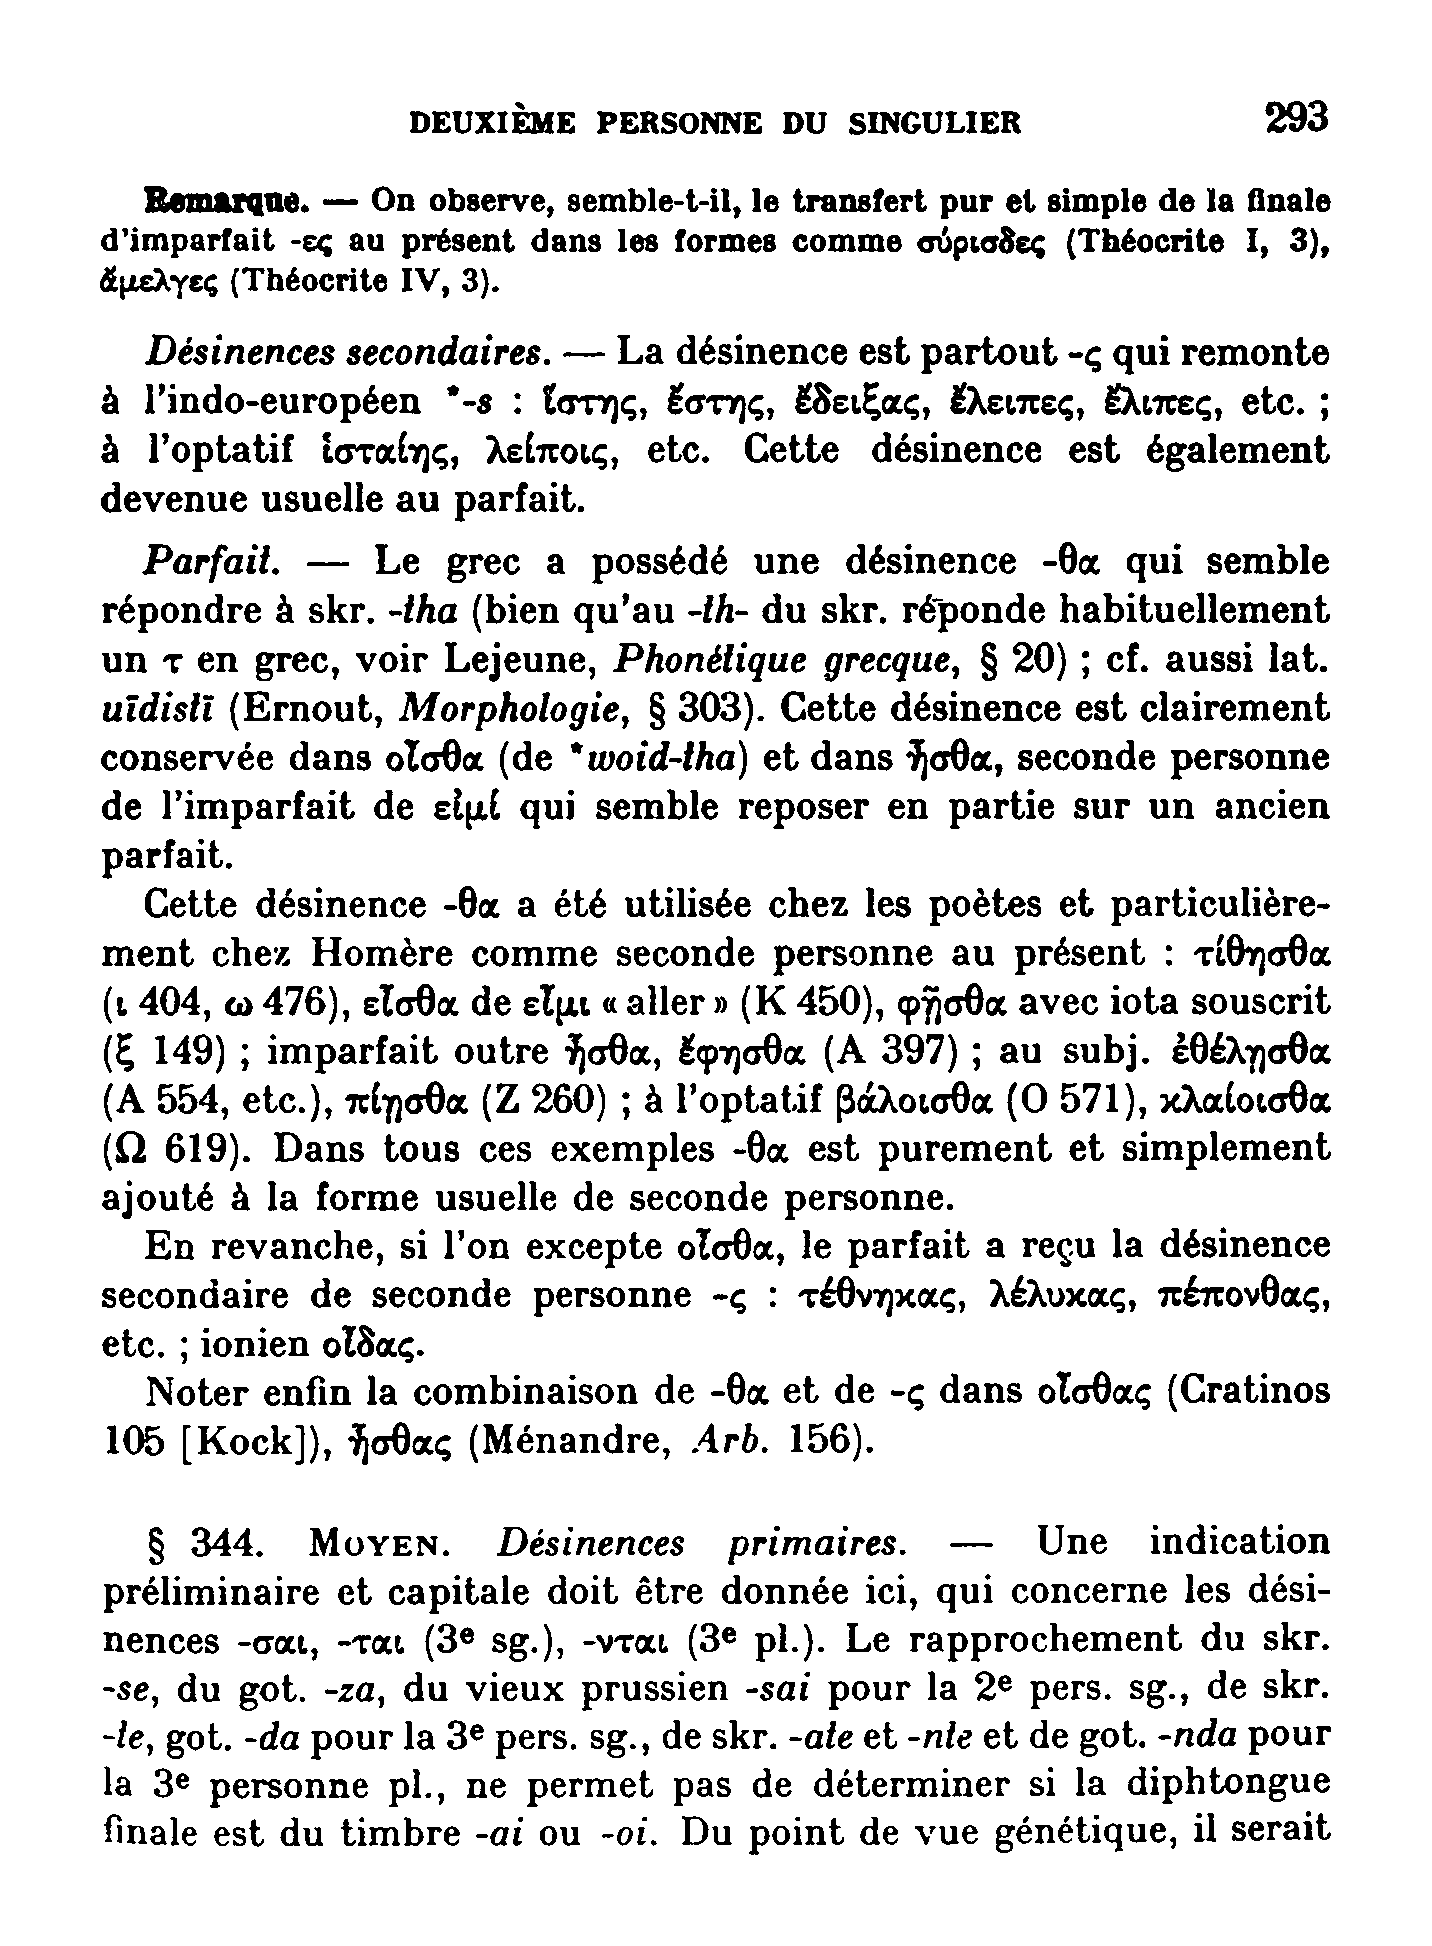 DEUXIÈME PERSONNE DU SINGULIER 293
Remarque. — On observe, semble-t-il, le transfert pur et simple de la finale
d'imparfait -ες au présent dans les formes comme σύρισδες (Théocrite I, 3),
ἄμελγες (Théocrite IV, 3).
Désinences secondaires. — La désinence est partout -ς qui remonte
à l'indo-européen *-s : ἵστης, ἔστης, ἔδειξας, ἔλειπες, ἔλιπες, etc. ;
à l'optatif ἱσταίης, λείποις, etc. Cette désinence est également
devenue usuelle au parfait.
Parfait. — Le grec a possédé une désinence -θα qui semble
répondre à skr. -tha (bien qu'au -th- du skr. réponde habituellement
un τ en grec, voir Lejeune, Phonétique grecque, § 20) ; cf. aussi lat.
uīdistī (Ernout, Morphologie, § 303). Cette désinence est clairement
conservée dans οἶσθα (de *woid-tha) et dans ἦσθα, seconde personne
de l'imparfait de εἰμί qui semble reposer en partie sur un ancien
parfait.
Cette désinence -θα a été utilisée chez les poètes et particulière-
ment chez Homère comme seconde personne au présent : τίθησθα
(ι 404, ω 476), εἶσθα de εἶμι « aller » (K 450), φῇσθα avec iota souscrit
(ξ 149) ; imparfait outre ἦσθα, ἔφησθα (A 397) ; au subj. ἐθέλῃσθα
(A 554, etc.), πίῃσθα (Z 260) ; à l'optatif βάλοισθα (O 571), κλαίοισθα
(Ω 619). Dans tous ces exemples -θα est purement et simplement
ajouté à la forme usuelle de seconde personne.
En revanche, si l'on excepte οἶσθα, le parfait a reçu la désinence
secondaire de seconde personne -ς : τέθνηκας, λέλυκας, πέπονθας,
etc. ; ionien οἶδας.
Noter enfin la combinaison de -θα et de -ς dans οἶσθας (Cratinos
105 [Kock]), ἦσθας (Ménandre, Arb. 156).
§ 344. MOYEN. Désinences primaires. — Une indication
préliminaire et capitale doit être donnée ici, qui concerne les dési-
nences -σαι, -ται (3e sg.), -νται (3e pl.). Le rapprochement du skr.
-se, du got. -za, du vieux prussien -sai pour la 2e pers. sg., de skr.
-te, got. -da pour la 3e pers. sg., de skr. -ate et -nte et de got. -nda pour
la 3e personne pl., ne permet pas de déterminer si la diphtongue
finale est du timbre -ai ou -oi. Du point de vue génétique, il serait